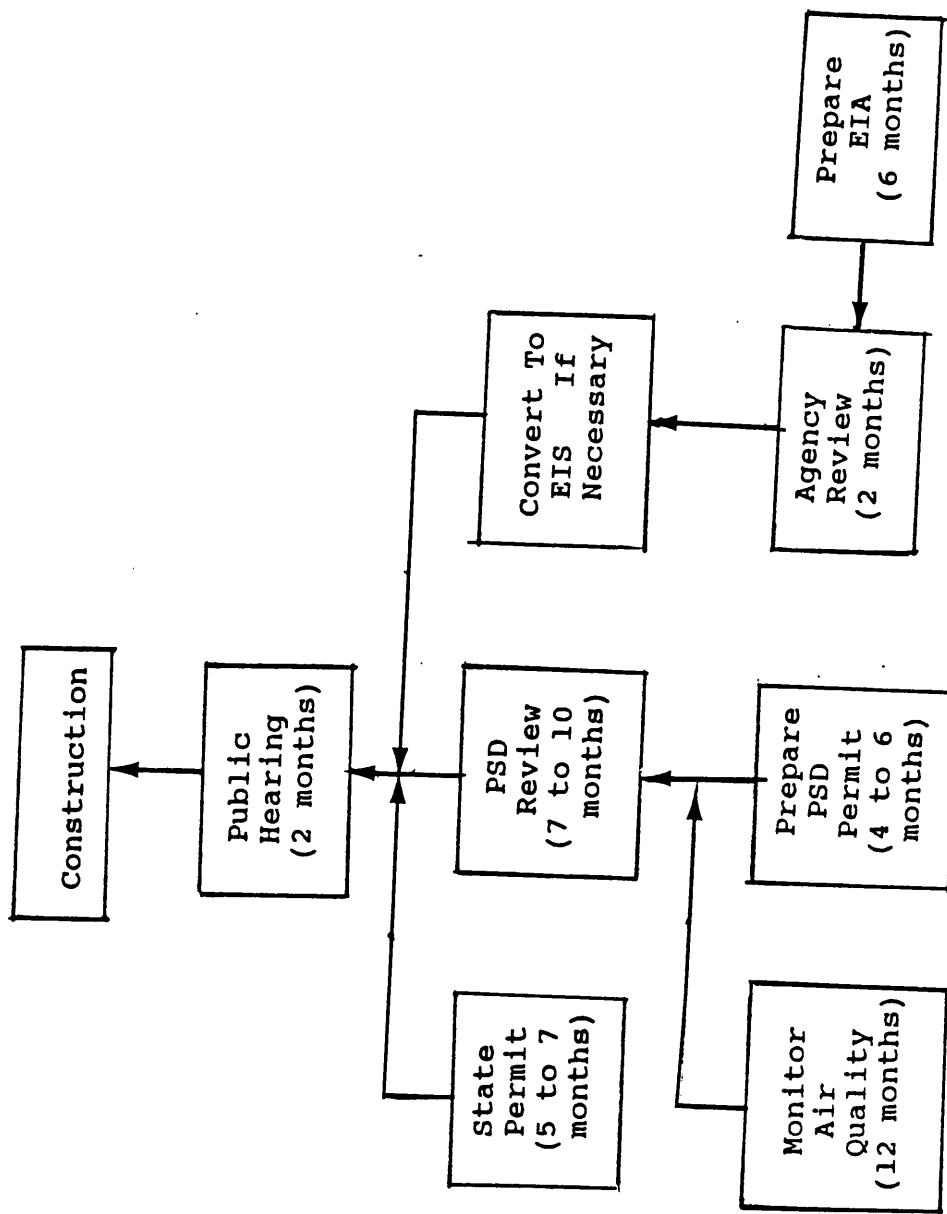 Construction
Public
Hearing
(2 months)
State
Permit
(5 to 7
months)
PSD
Review
(7 to 10
months)
Convert To
EIS If
Necessary
Monitor
Air
Quality
(12 months)
Prepare
PSD
Permit
(4 to 6
months)
Agency
Review
(2 months)
Prepare
EIA
(6 months)